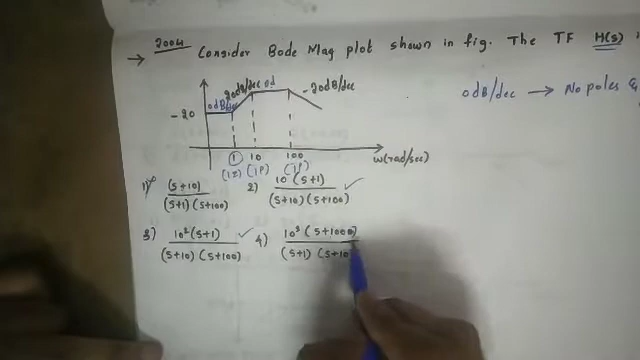 → 2004 Consider Bode Mag plot shown in fig. The TF H(s)
0dB/dec → No poles &
0dB/dec 20dB/dec 0d -20dB/dec
-20
1 10 100 w(rad/sec)
(1z) (1P) (1P)
1) (s+10) / (s+1)(s+100) 2) 10 (s+1) / (s+10)(s+100) ✓
3) 10² (s+1) / (s+10)(s+100) ✓ 4) 10³ (s+100 / (s+1) (s+10